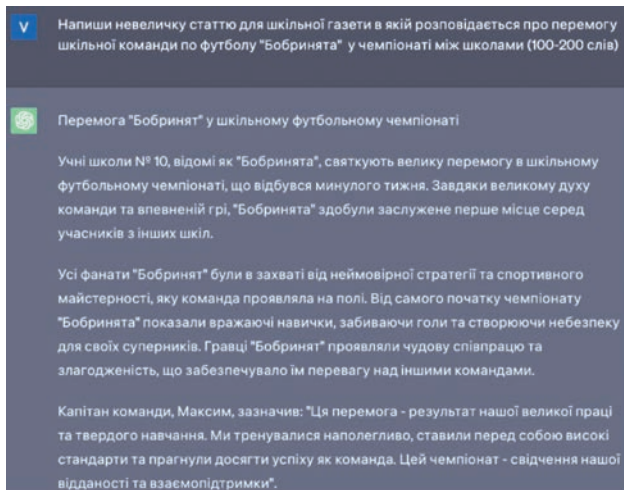 V
Напиши невеличку статтю для шкільної газети в якій розповідається про перемогу
шкільної команди по футболу "Бобринята" у чемпіонаті між школами (100-200 слів)
Перемога "Бобринят" у шкільному футбольному чемпіонаті
Учні школи № 10, відомі як "Бобринята", святкують велику перемогу в шкільному
футбольному чемпіонаті, що відбувся минулого тижня. Завдяки великому духу
команди та впевненій грі, "Бобринята" здобули заслужене перше місце серед
учасників з інших шкіл.
Усі фанати "Бобринят" були в захваті від неймовірної стратегії та спортивного
майстерності, яку команда проявляла на полі. Від самого початку чемпіонату
"Бобринята" показали вражаючі навички, забиваючи голи та створюючи небезпеку
для своїх суперників. Гравці "Бобринят" проявляли чудову співпрацю та
злагодженість, що забезпечувало їм перевагу над іншими командами.
Капітан команди, Максим, зазначив: "Ця перемога - результат нашої великої праці
та твердого навчання. Ми тренувалися наполегливо, ставили перед собою високі
стандарти та прагнули досягти успіху як команда. Цей чемпіонат - свідчення нашої
відданості та взаємопідтримки".